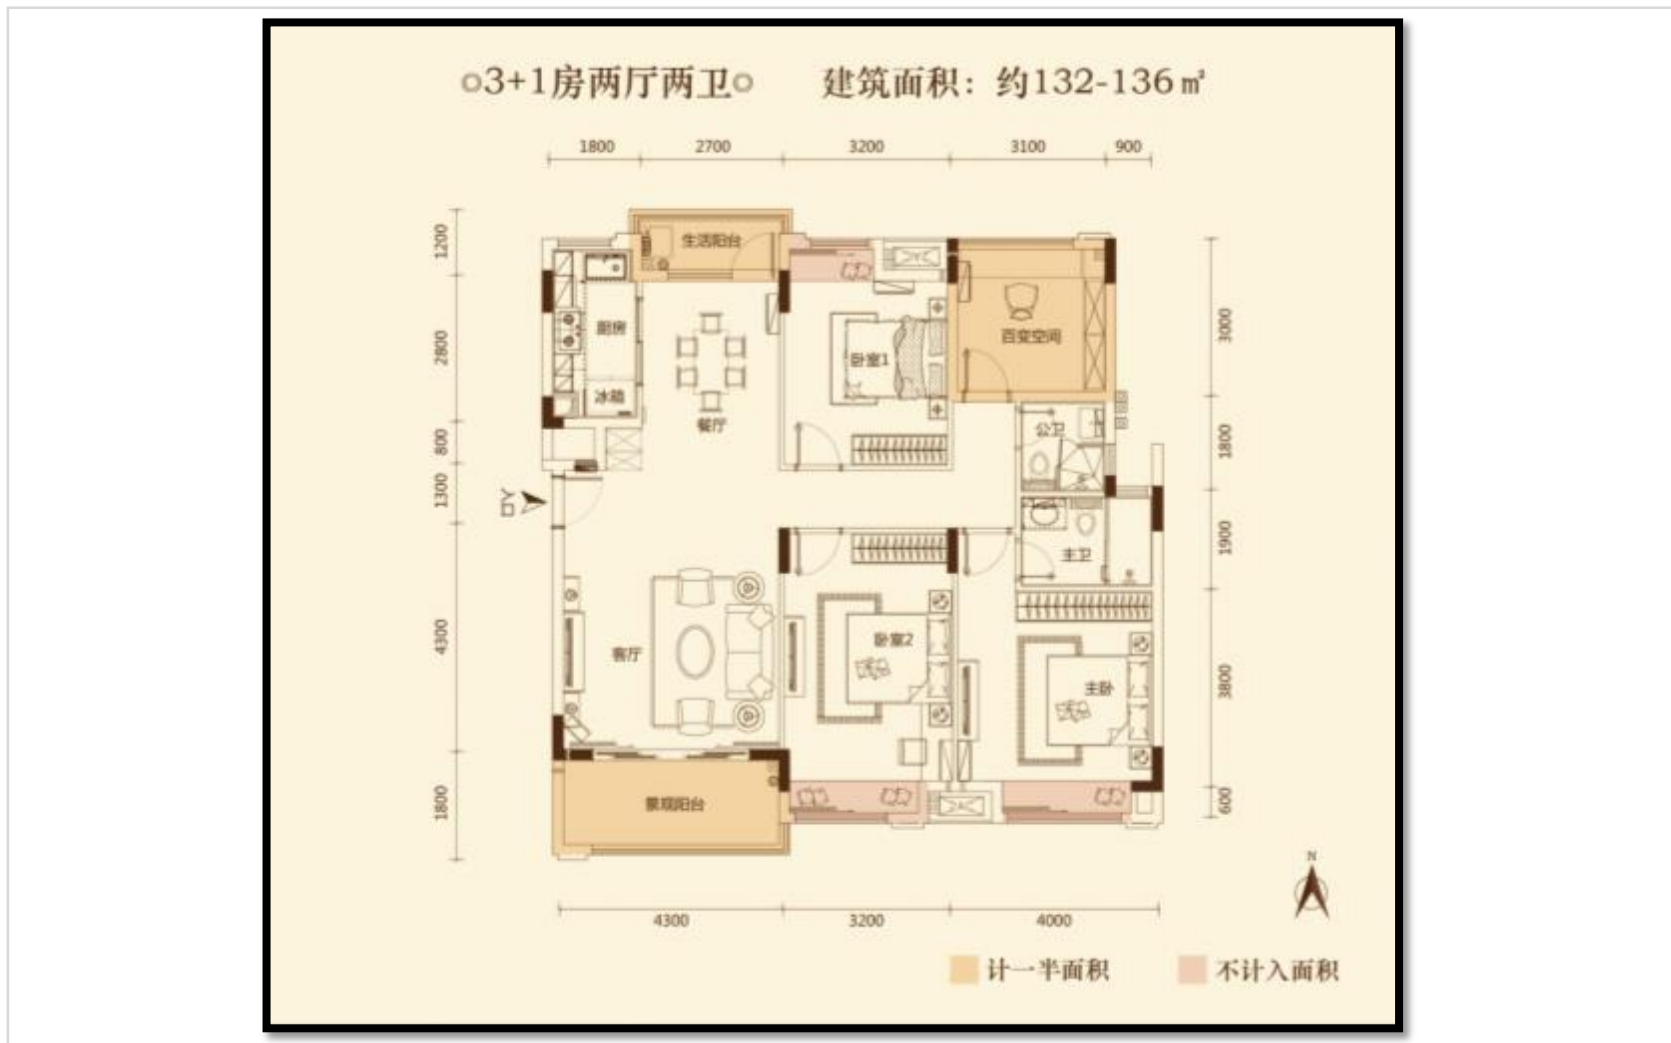 3+1房两厅两卫 建筑面积：约132-136㎡
1800 2700 3200 3100 900
1200
2800
800
1300
4300
1800
3000
1800
1900
3800
600
生活阳台
厨房
冰箱
餐厅
卧室1
百变空间
公卫
入口
主卫
客厅
卧室2
主卧
景观阳台
4300 3200 4000
N
计一半面积 不计入面积